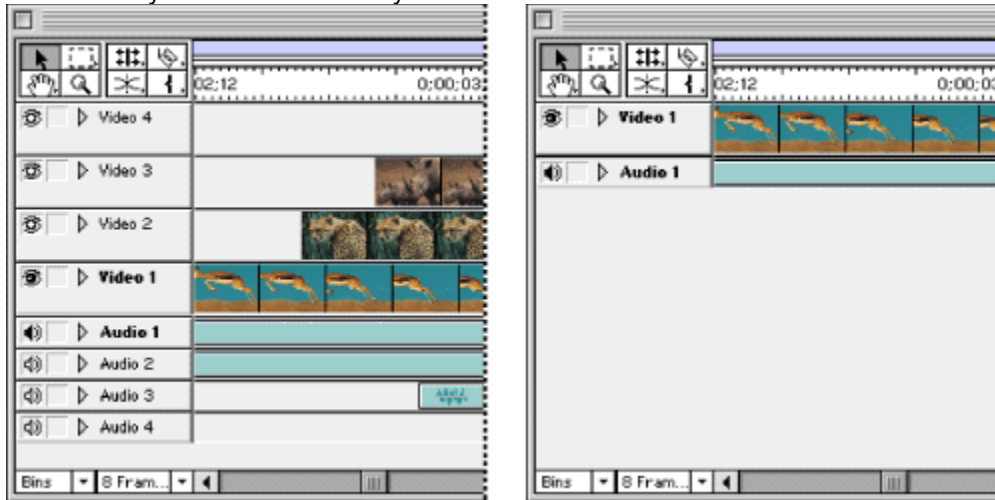 02;12 0;00;03;
Video 4
Video 3
Video 2
Video 1
Audio 1
Audio 2
Audio 3
Audio 4
Bins 8 Fram...
02;12 0;00;03
Video 1
Audio 1
Bins 8 Fram...